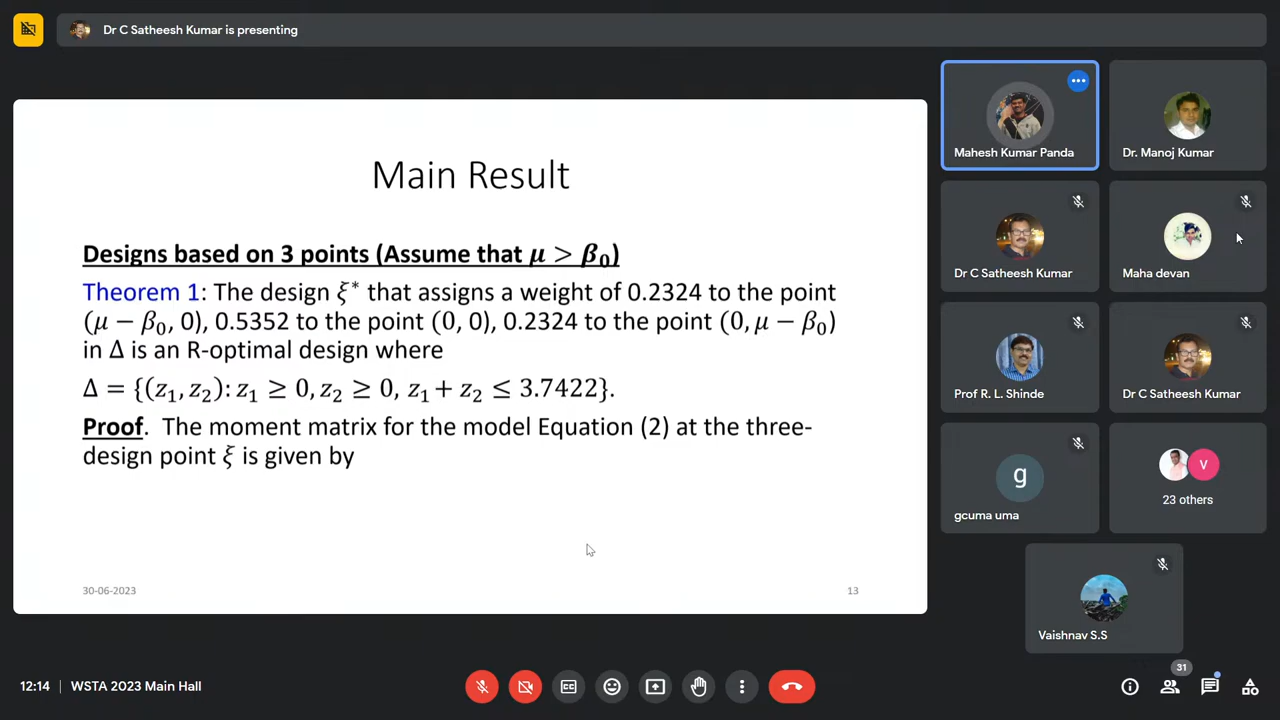 Dr C Satheesh Kumar is presenting
Main Result
Designs based on 3 points (Assume that μ > β₀)
Theorem 1: The design ξ* that assigns a weight of 0.2324 to the point
(μ − β₀, 0), 0.5352 to the point (0, 0), 0.2324 to the point (0, μ − β₀)
in Δ is an R-optimal design where
Δ = {(z₁, z₂): z₁ ≥ 0, z₂ ≥ 0, z₁ + z₂ ≤ 3.7422}.
Proof. The moment matrix for the model Equation (2) at the three-
design point ξ is given by
30-06-2023
13
Mahesh Kumar Panda
Dr. Manoj Kumar
Dr C Satheesh Kumar
Maha devan
Prof R. L. Shinde
Dr C Satheesh Kumar
g
gcuma uma
V
23 others
Vaishnav S.S
12:14 | WSTA 2023 Main Hall
CC
31